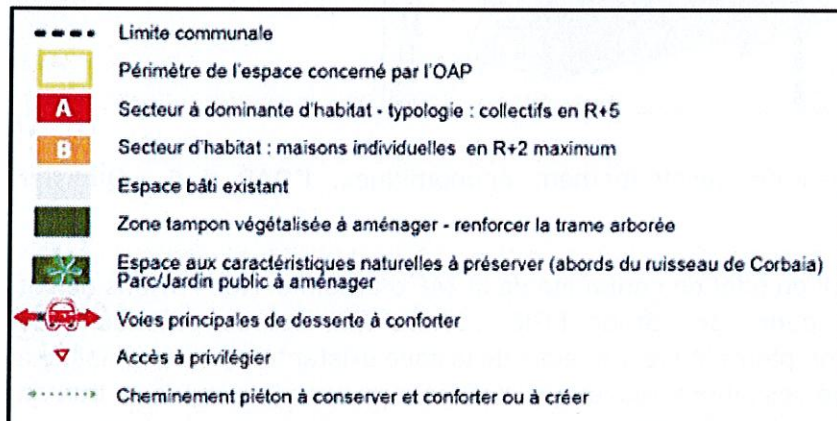 Limite communale
Périmètre de l'espace concerné par l'OAP
A Secteur à dominante d'habitat - typologie : collectifs en R+5
B Secteur d'habitat : maisons individuelles en R+2 maximum
Espace bâti existant
Zone tampon végétalisée à aménager - renforcer la trame arborée
Espace aux caractéristiques naturelles à préserver (abords du ruisseau de Corbaia)
Parc/Jardin public à aménager
Voies principales de desserte à conforter
Accès à privilégier
Cheminement piéton à conserver et conforter ou à créer